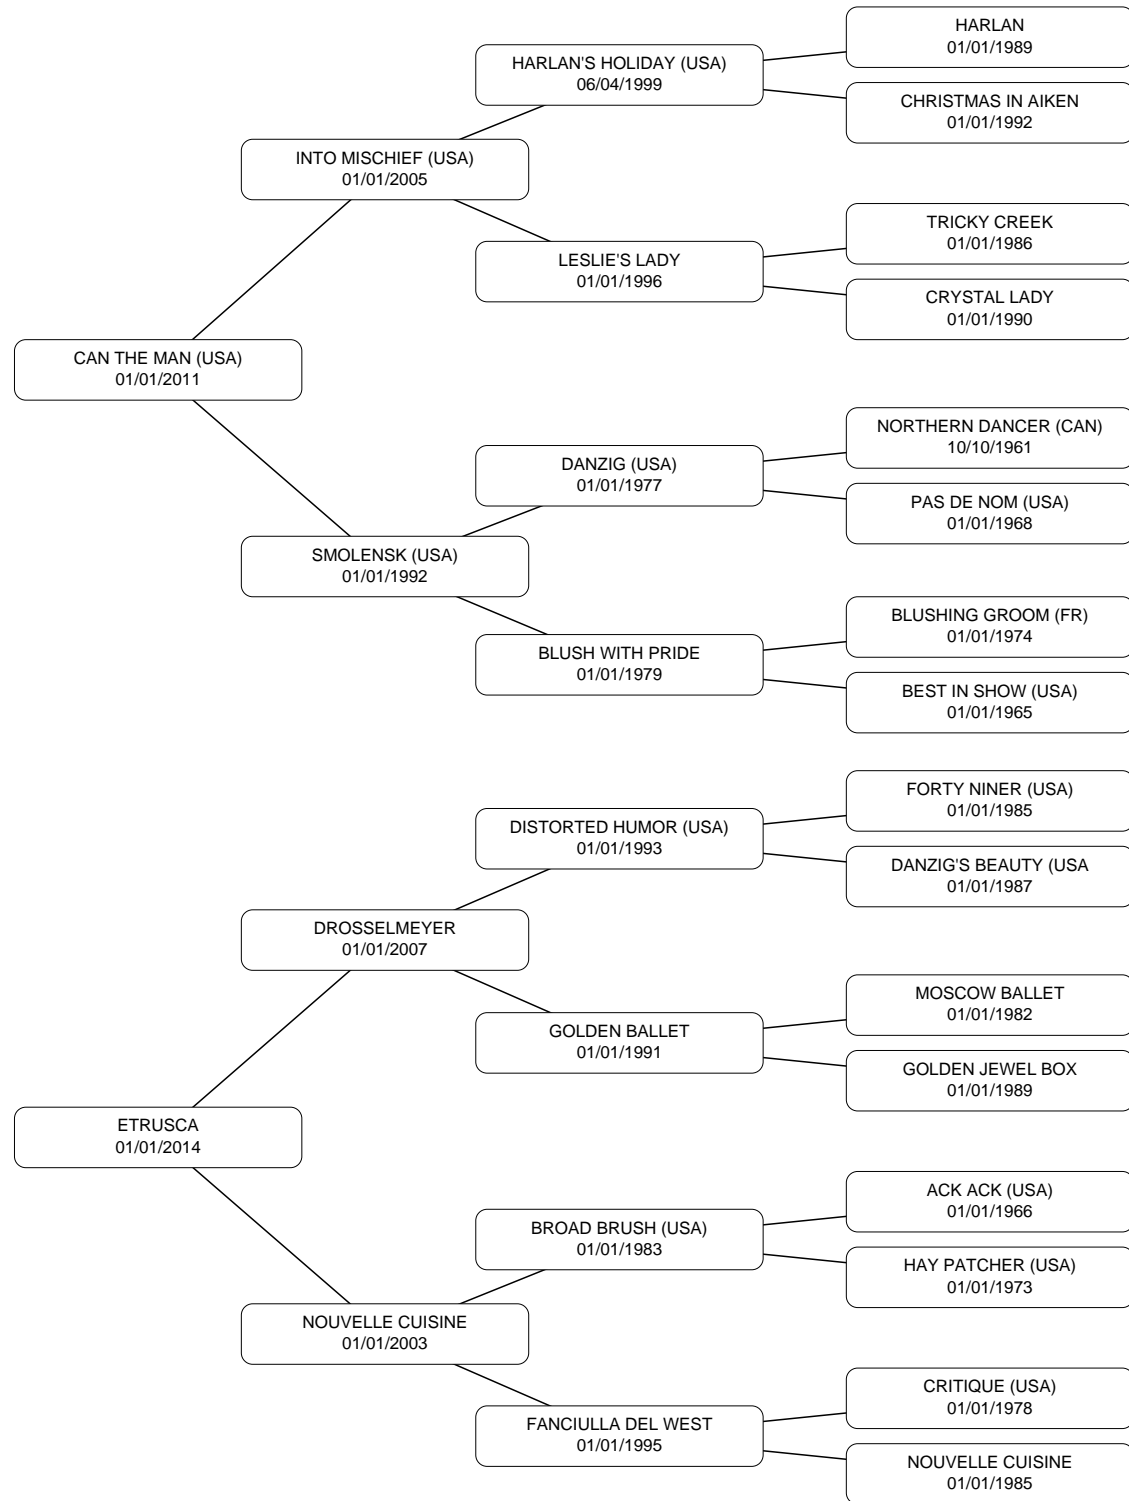 HARLAN
01/01/1989
HARLAN'S HOLIDAY (USA)
06/04/1999
CHRISTMAS IN AIKEN
01/01/1992
INTO MISCHIEF (USA)
01/01/2005
TRICKY CREEK
01/01/1986
LESLIE'S LADY
01/01/1996
CRYSTAL LADY
01/01/1990
CAN THE MAN (USA)
01/01/2011
NORTHERN DANCER (CAN)
10/10/1961
DANZIG (USA)
01/01/1977
PAS DE NOM (USA)
01/01/1968
SMOLENSK (USA)
01/01/1992
BLUSHING GROOM (FR)
01/01/1974
BLUSH WITH PRIDE
01/01/1979
BEST IN SHOW (USA)
01/01/1965
FORTY NINER (USA)
01/01/1985
DISTORTED HUMOR (USA)
01/01/1993
DANZIG'S BEAUTY (USA
01/01/1987
DROSSELMEYER
01/01/2007
MOSCOW BALLET
01/01/1982
GOLDEN BALLET
01/01/1991
GOLDEN JEWEL BOX
01/01/1989
ETRUSCA
01/01/2014
ACK ACK (USA)
01/01/1966
BROAD BRUSH (USA)
01/01/1983
HAY PATCHER (USA)
01/01/1973
NOUVELLE CUISINE
01/01/2003
CRITIQUE (USA)
01/01/1978
FANCIULLA DEL WEST
01/01/1995
NOUVELLE CUISINE
01/01/1985